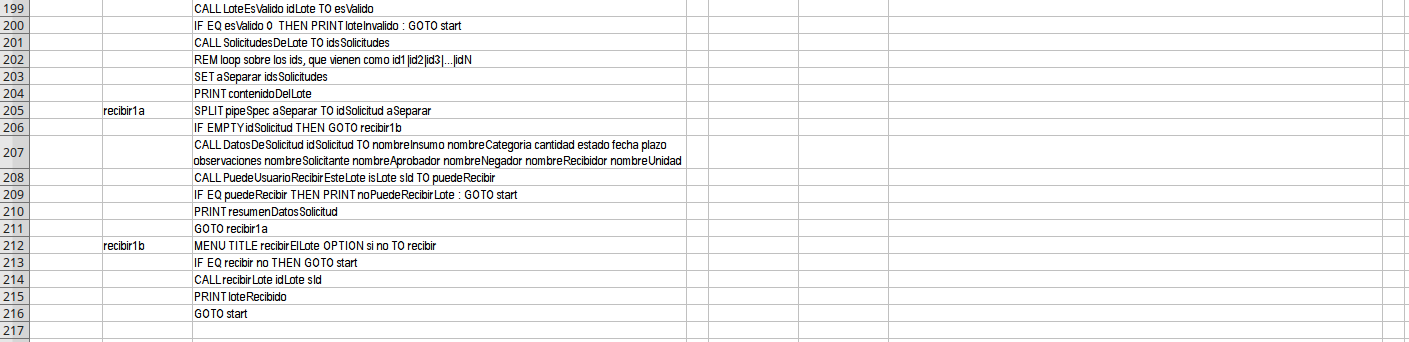 199 CALL LoteEsValido idLote TO esValido
200 IF EQ esValido 0 THEN PRINT loteInvalido : GOTO start
201 CALL SolicitudesDeLote TO idsSolicitudes
202 REM loop sobre los ids, que vienen como id1|id2|id3|...|idN
203 SET aSeparar idsSolicitudes
204 PRINT contenidoDelLote
205 recibir1a SPLIT pipeSpec aSeparar TO idSolicitud aSeparar
206 IF EMPTY idSolicitud THEN GOTO recibir1b
207 CALL DatosDeSolicitud idSolicitud TO nombreInsumo nombreCategoria cantidad estado fecha plazo
observaciones nombreSolicitante nombreAprobador nombreNegador nombreRecibidor nombreUnidad
208 CALL PuedeUsuarioRecibirEsteLote isLote sId TO puedeRecibir
209 IF EQ puedeRecibir THEN PRINT noPuedeRecibirLote : GOTO start
210 PRINT resumenDatosSolicitud
211 GOTO recibir1a
212 recibir1b MENU TITLE recibirElLote OPTION si no TO recibir
213 IF EQ recibir no THEN GOTO start
214 CALL recibirLote idLote sId
215 PRINT loteRecibido
216 GOTO start
217